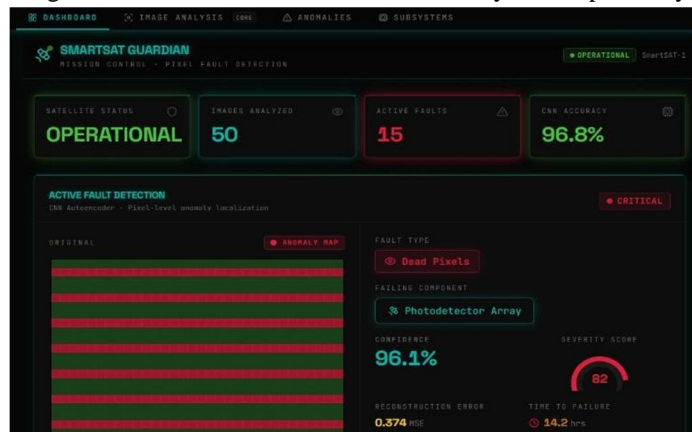 DASHBOARD IMAGE ANALYSIS CORE ANOMALIES SUBSYSTEMS
SMARTSAT GUARDIAN
MISSION CONTROL · PIXEL FAULT DETECTION
OPERATIONAL SmartSAT-1
SATELLITE STATUS
OPERATIONAL
IMAGES ANALYZED
50
ACTIVE FAULTS
15
CNN ACCURACY
96.8%
ACTIVE FAULT DETECTION
CNN Autoencoder · Pixel-level anomaly localization
CRITICAL
ORIGINAL
ANOMALY MAP
FAULT TYPE
Dead Pixels
FAILING COMPONENT
Photodetector Array
CONFIDENCE
96.1%
SEVERITY SCORE
82
RECONSTRUCTION ERROR
0.374 MSE
TIME TO FAILURE
14.2 hrs